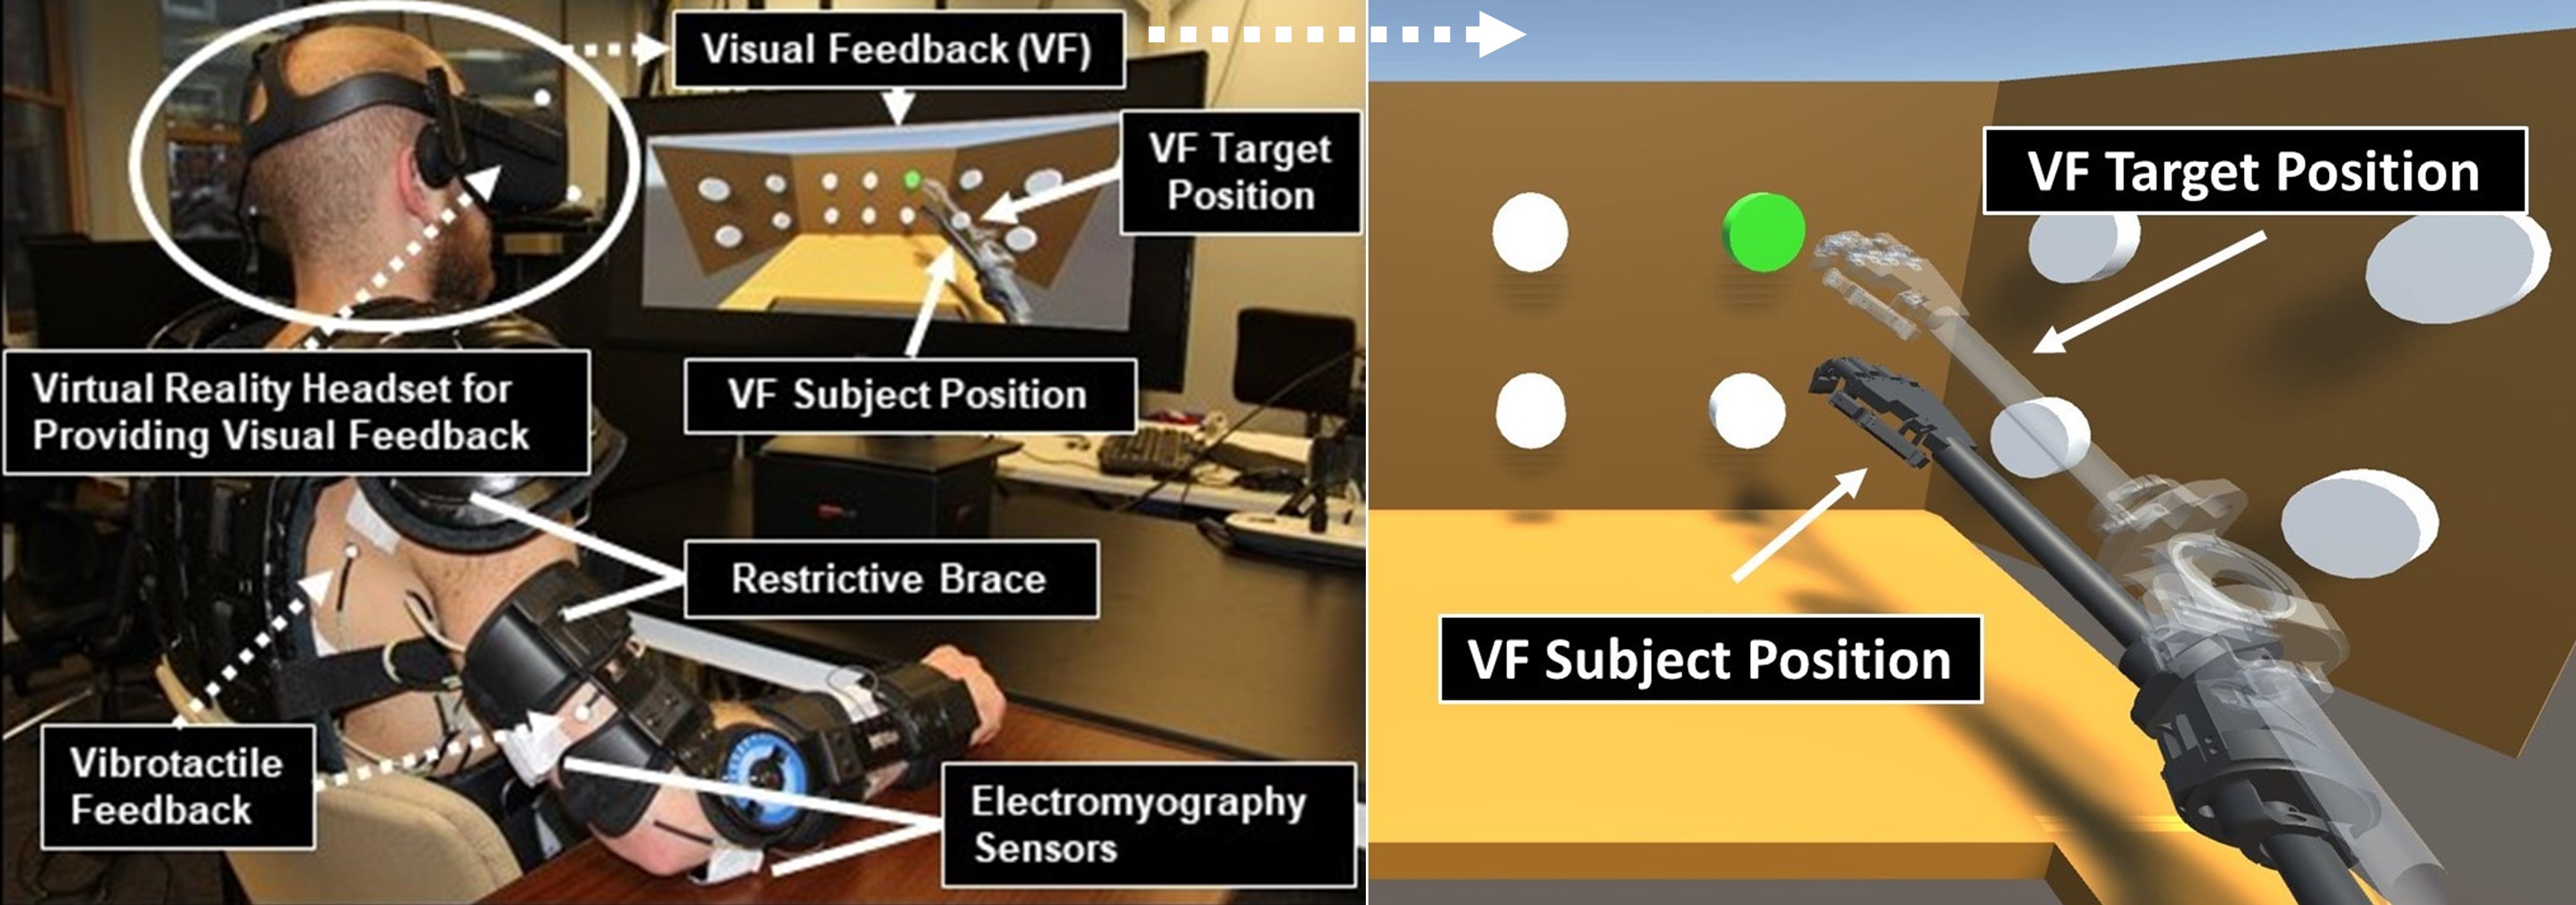 Visual Feedback (VF)
VF Target
Position
VF Subject Position
Virtual Reality Headset for
Providing Visual Feedback
Restrictive Brace
Vibrotactile
Feedback
Electromyography
Sensors
VF Target Position
VF Subject Position